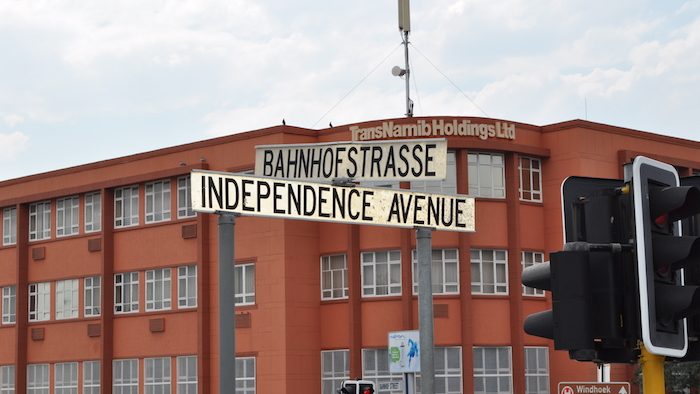 TransNamib Holdings Ltd
BAHNHOFSTRASSE
INDEPENDENCE AVENUE
Windhoek